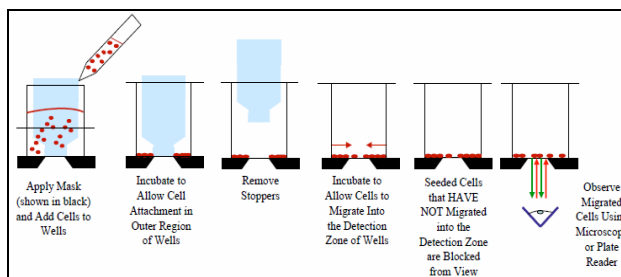 Apply Mask
(shown in black)
and Add Cells to
Wells
Incubate to
Allow Cell
Attachment in
Outer Region
of Wells
Remove
Stoppers
Incubate to
Allow Cells to
Migrate Into
the Detection
Zone of Wells
Seeded Cells
that HAVE
NOT Migrated
into the
Detection Zone
are Blocked
from View
Observe
Migrated
Cells Using
Microscop
or Plate
Reader